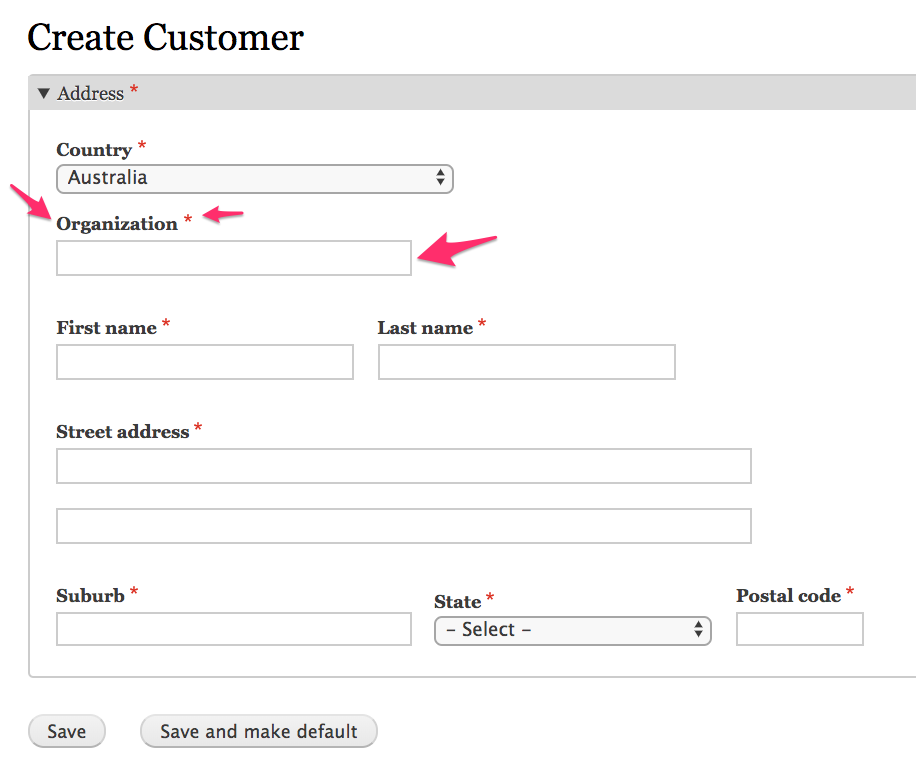 Create Customer
▼ Address *
Country *
Australia
Organization *
First name * Last name *
Street address *
Suburb * State * Postal code *
– Select –
Save Save and make default